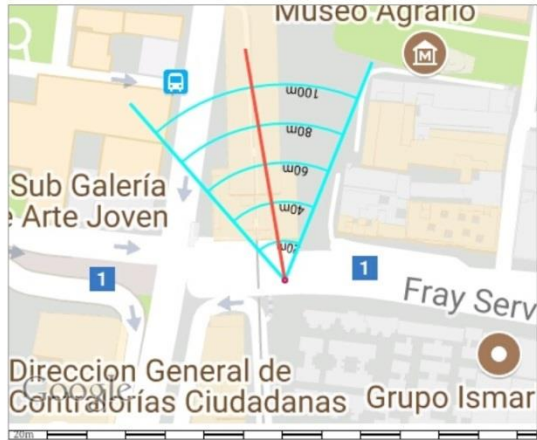 Museo Agrario
M
100m
80m
60m
40m
20m
Sub Galería
e Arte Joven
1
1
Fray Serv
Direccion General de
Contralorías Ciudadanas
Google
Grupo Ismar
20m